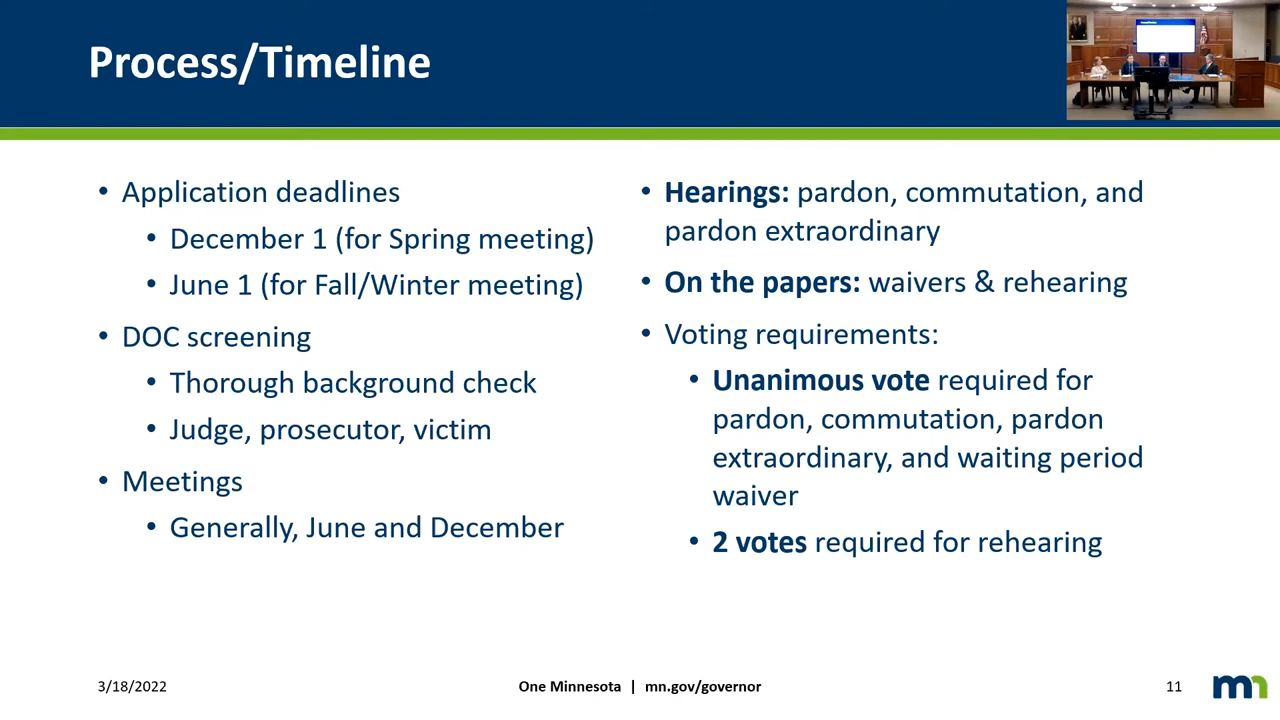 Process/Timeline
• Application deadlines
• December 1 (for Spring meeting)
• June 1 (for Fall/Winter meeting)
• DOC screening
• Thorough background check
• Judge, prosecutor, victim
• Meetings
• Generally, June and December
• Hearings: pardon, commutation, and
pardon extraordinary
• On the papers: waivers & rehearing
• Voting requirements:
• Unanimous vote required for
pardon, commutation, pardon
extraordinary, and waiting period
waiver
• 2 votes required for rehearing
3/18/2022
One Minnesota | mn.gov/governor
11
mn